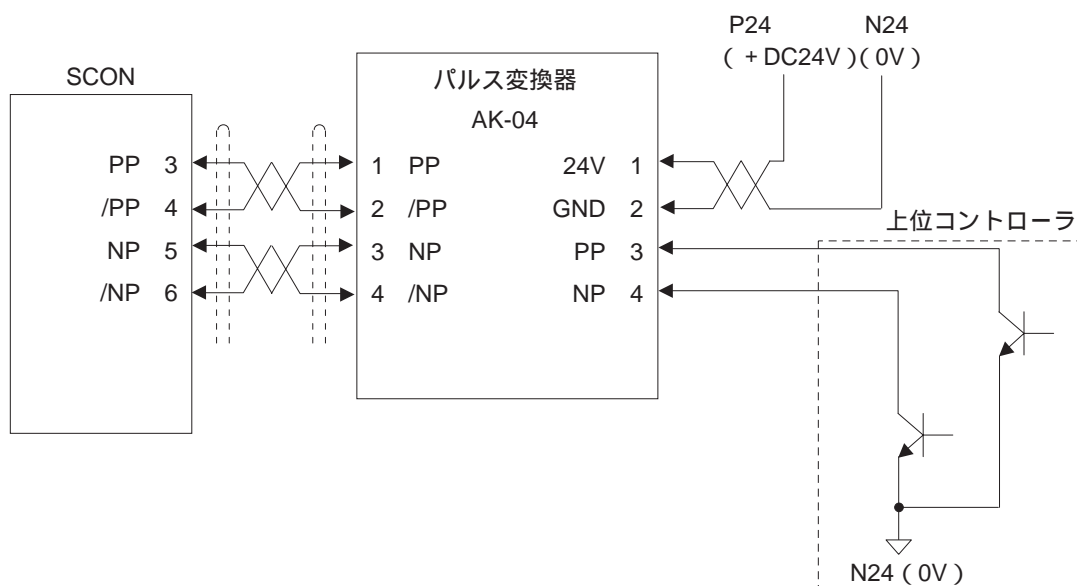 P24 N24
( + DC24V ) ( 0V )
SCON
パルス変換器
AK-04
PP 3
/PP 4
NP 5
/NP 6
1 PP
2 /PP
3 NP
4 /NP
24V 1
GND 2
PP 3
NP 4
上位コントローラ
N24 ( 0V )